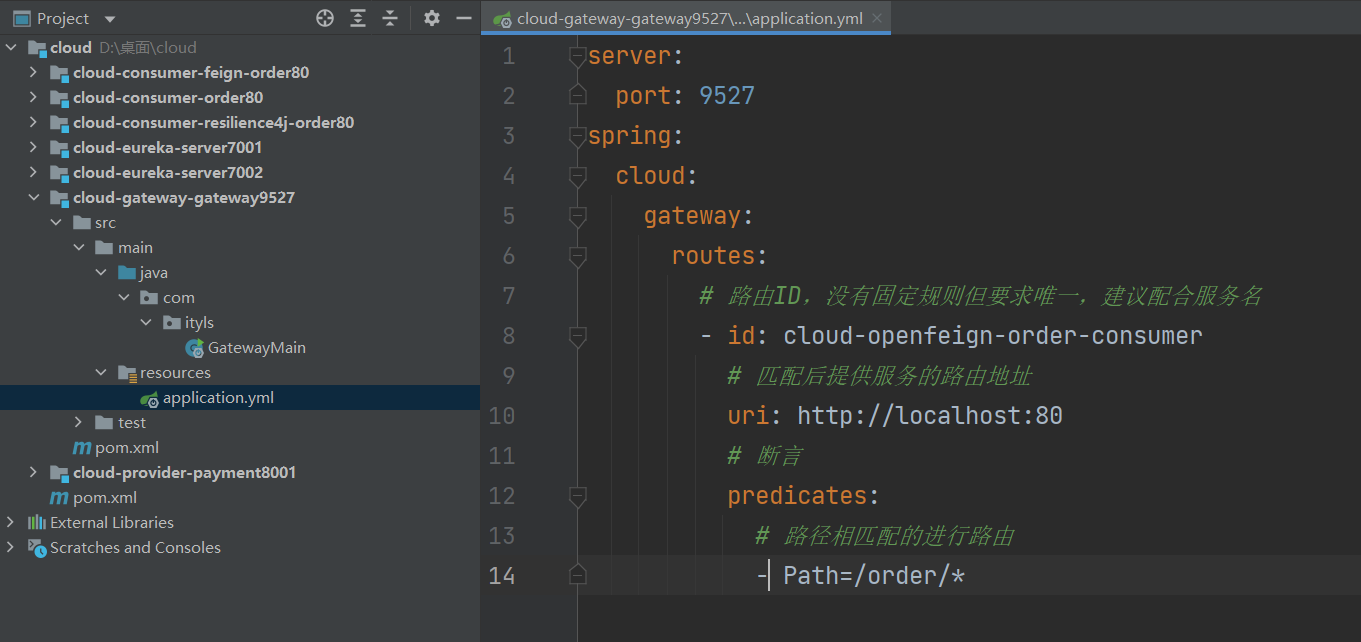 Project
cloud D:\桌面\cloud
cloud-consumer-feign-order80
cloud-consumer-order80
cloud-consumer-resilience4j-order80
cloud-eureka-server7001
cloud-eureka-server7002
cloud-gateway-gateway9527
src
main
java
com
ityls
GatewayMain
resources
application.yml
test
pom.xml
cloud-provider-payment8001
pom.xml
External Libraries
Scratches and Consoles
cloud-gateway-gateway9527\...\application.yml
1 server:
2 port: 9527
3 spring:
4 cloud:
5 gateway:
6 routes:
7 # 路由ID，没有固定规则但要求唯一，建议配合服务名
8 - id: cloud-openfeign-order-consumer
9 # 匹配后提供服务的路由地址
10 uri: http://localhost:80
11 # 断言
12 predicates:
13 # 路径相匹配的进行路由
14 - Path=/order/*